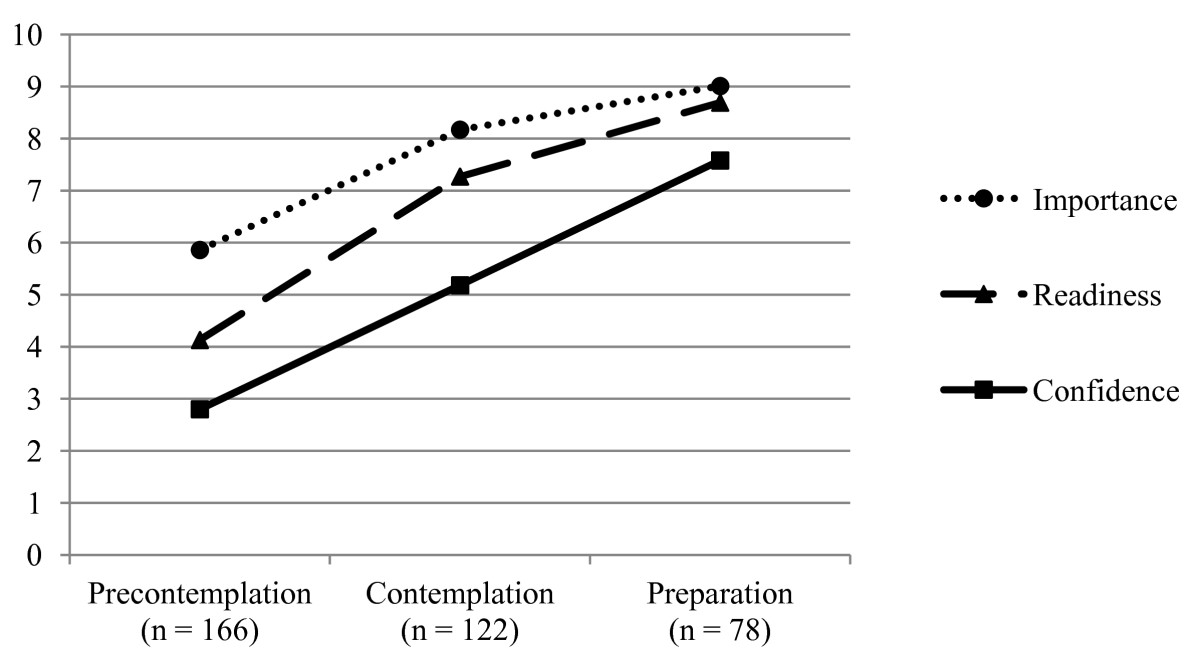 10
9
8
7
6
5
4
3
2
1
0
Precontemplation
(n = 166)
Contemplation
(n = 122)
Preparation
(n = 78)
Importance
Readiness
Confidence